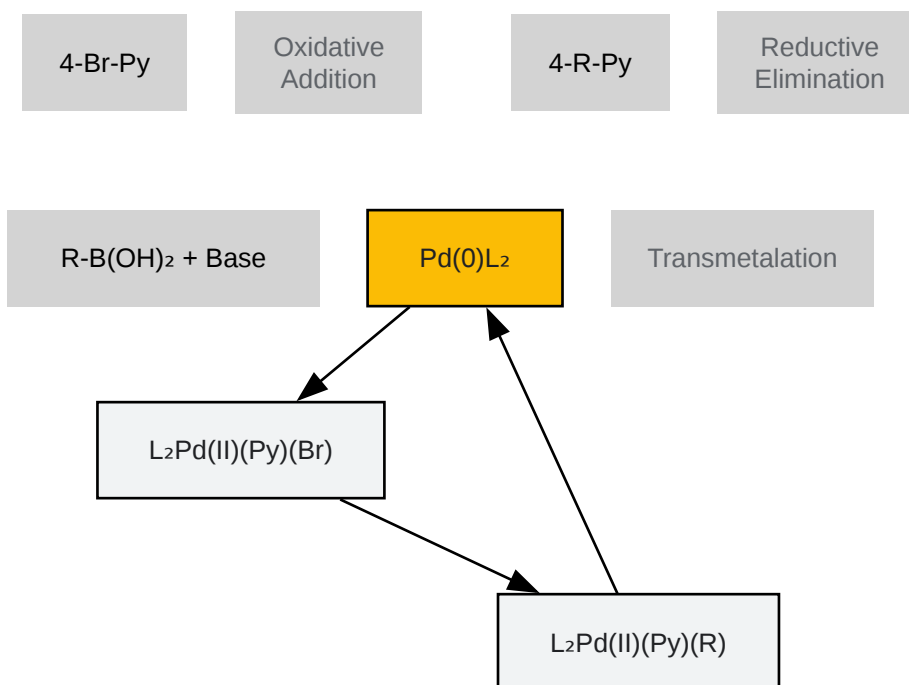 4-Br-Py
Oxidative
Addition
4-R-Py
Reductive
Elimination
R-B(OH)₂ + Base
Pd(0)L₂
Transmetalation
L₂Pd(II)(Py)(Br)
L₂Pd(II)(Py)(R)